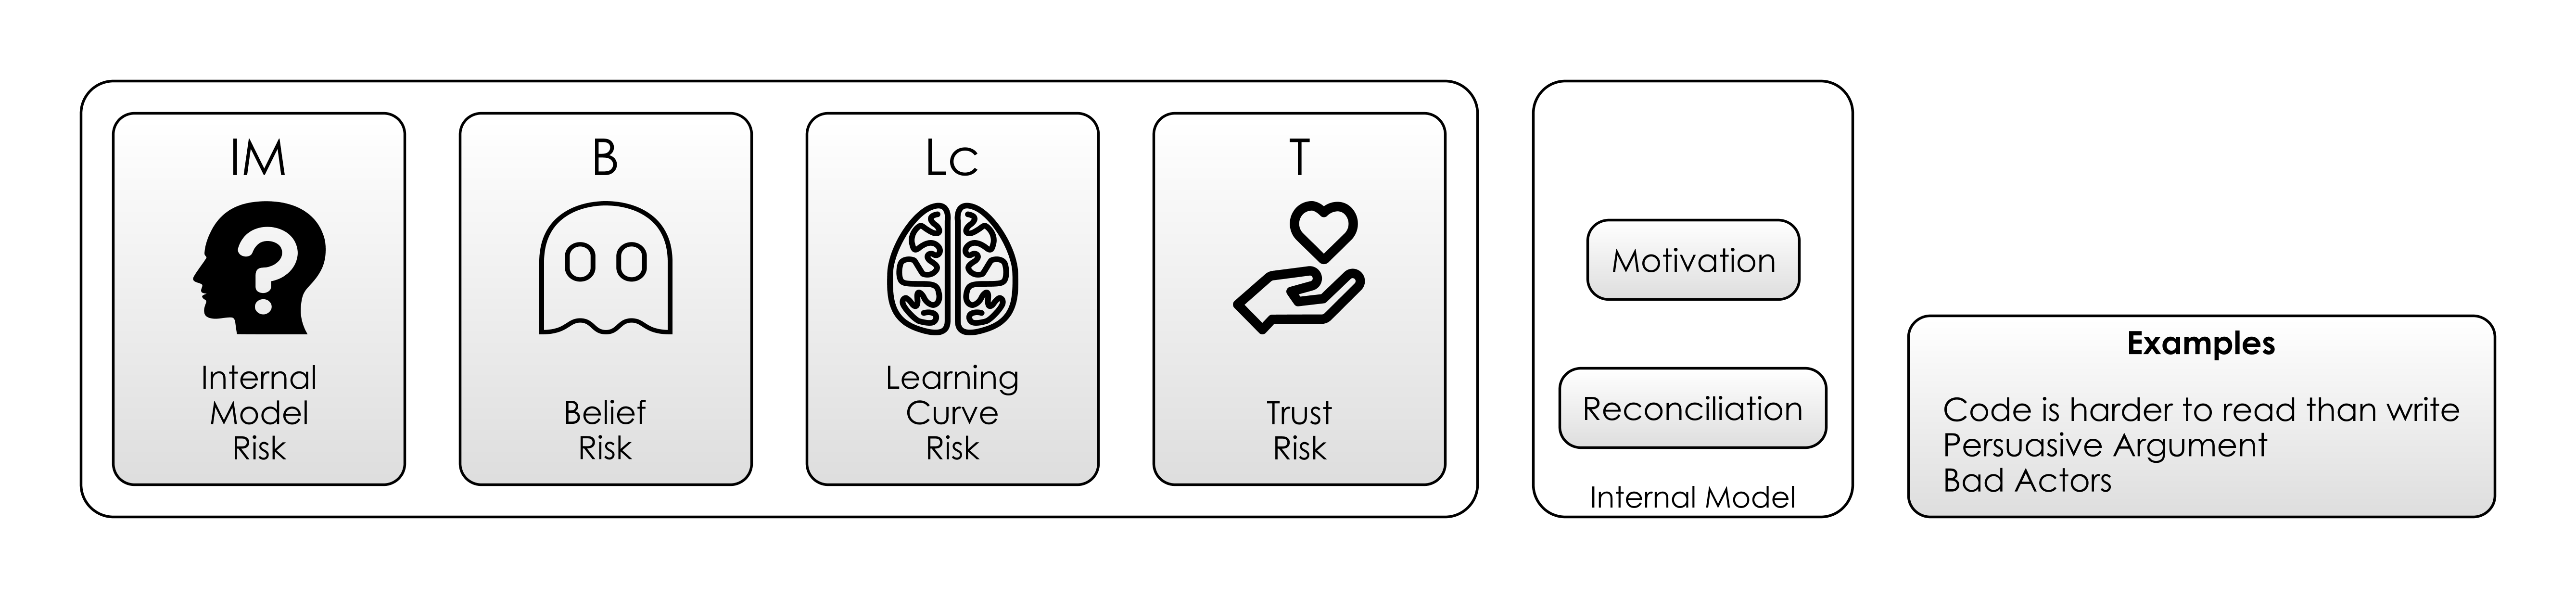 IM
Internal
Model
Risk
B
Belief
Risk
Lc
Learning
Curve
Risk
T
Trust
Risk
Motivation
Reconciliation
Internal Model
Examples
Code is harder to read than write
Persuasive Argument
Bad Actors